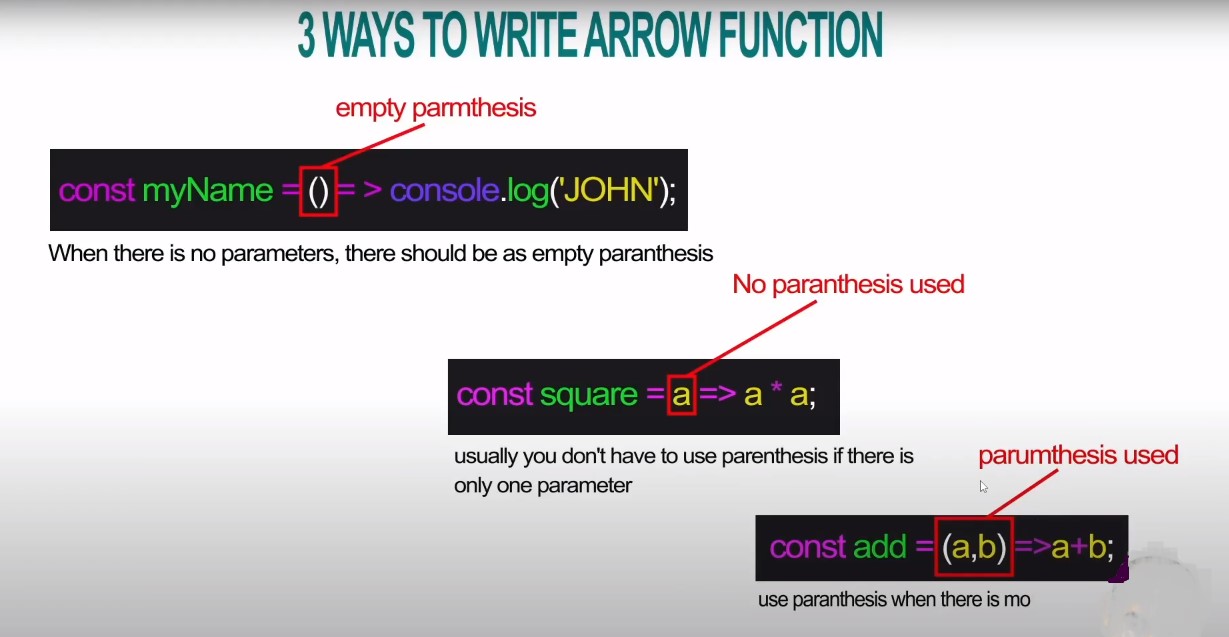 3 WAYS TO WRITE ARROW FUNCTION
empty parmthesis
const myName = () = > console.log('JOHN');
When there is no parameters, there should be as empty paranthesis
No paranthesis used
const square = a => a * a;
usually you don't have to use parenthesis if there is
only one parameter
parumthesis used
const add = (a,b) =>a+b;
use paranthesis when there is mo